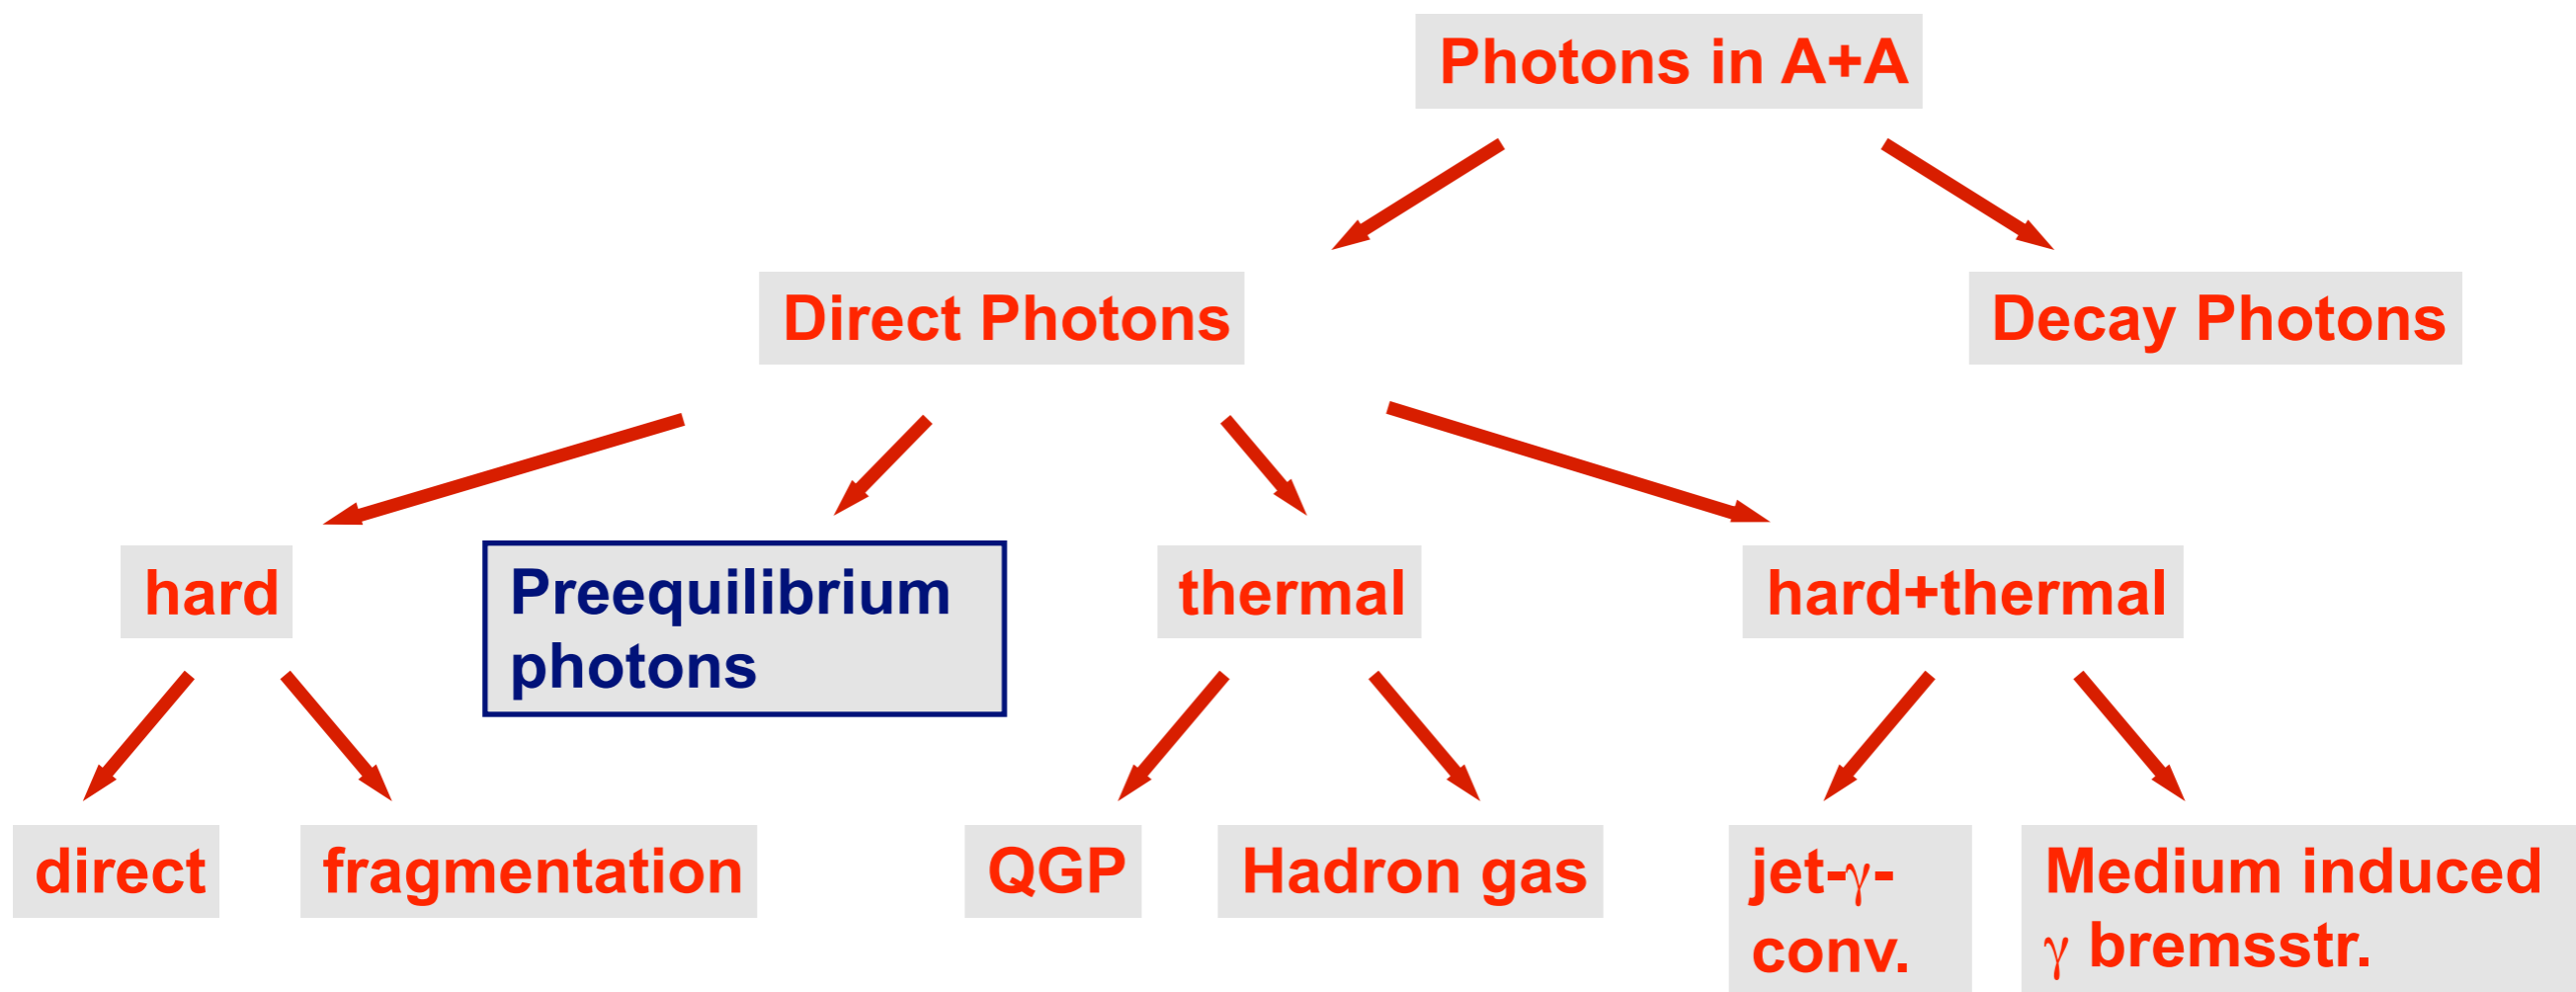 Photons in A+A
Direct Photons
Decay Photons
hard
Preequilibrium
photons
thermal
hard+thermal
direct
fragmentation
QGP
Hadron gas
jet-γ-
conv.
Medium induced
γ bremsstr.